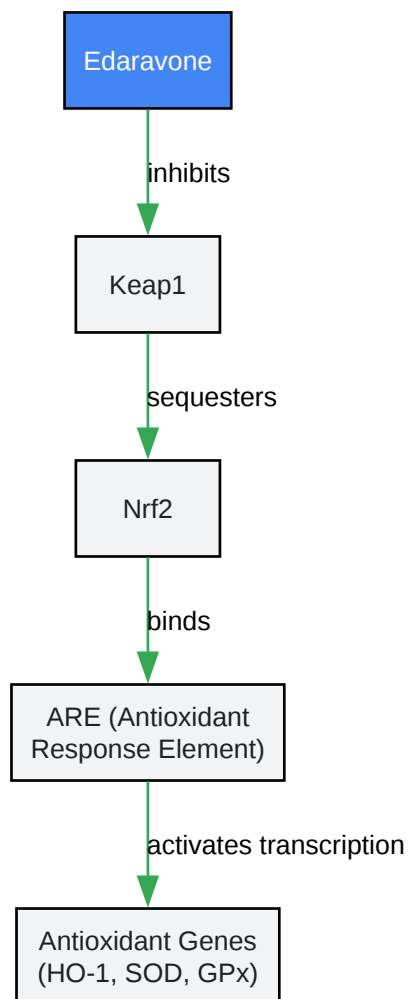 Edaravone
inhibits
Keap1
sequesters
Nrf2
binds
ARE (Antioxidant
Response Element)
activates transcription
Antioxidant Genes
(HO-1, SOD, GPx)